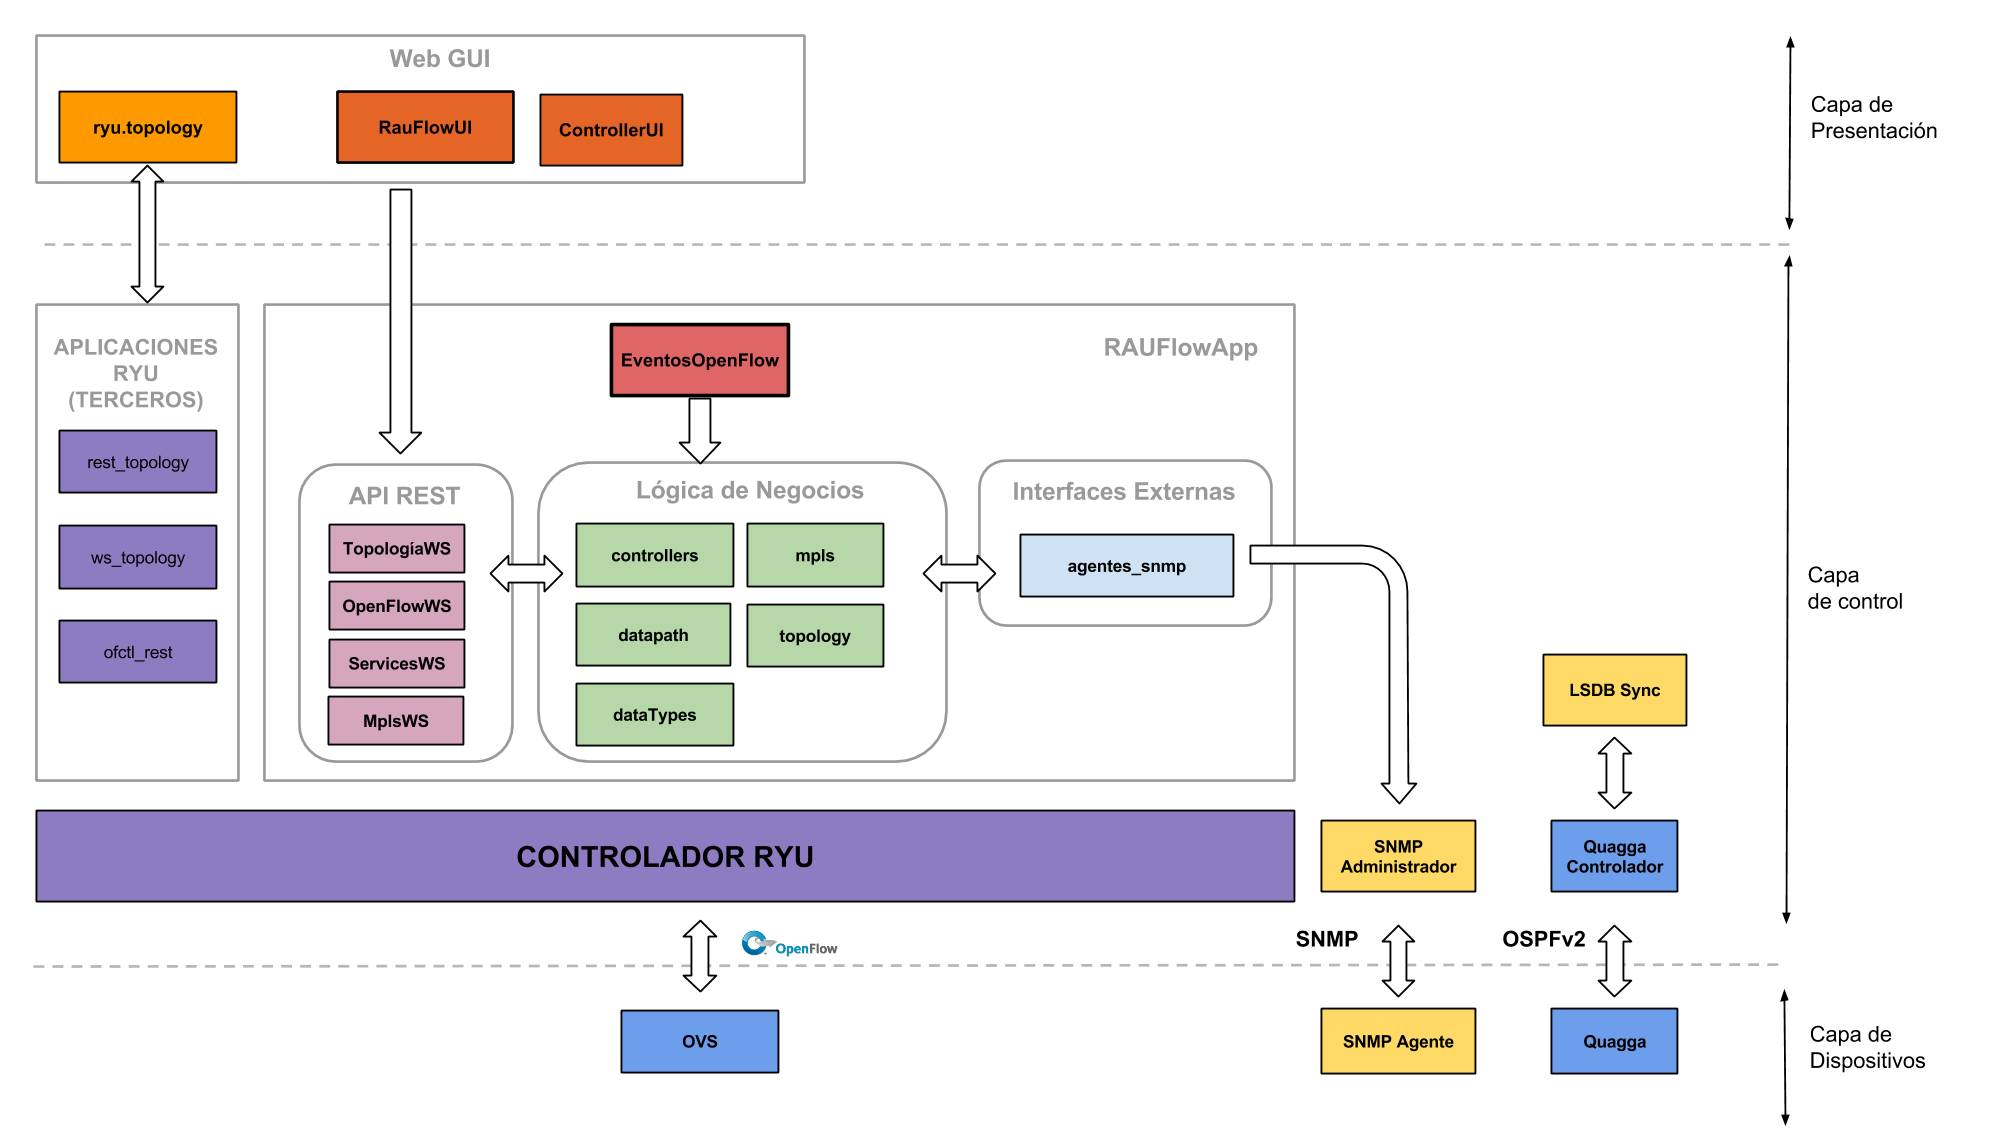 Web GUI
ryu.topology
RauFlowUI
ControllerUI
Capa de
Presentación
APLICACIONES
RYU
(TERCEROS)
rest_topology
ws_topology
ofctl_rest
EventosOpenFlow
RAUFlowApp
API REST
TopologíaWS
OpenFlowWS
ServicesWS
MplsWS
Lógica de Negocios
controllers
mpls
datapath
topology
dataTypes
Interfaces Externas
agentes_snmp
Capa
de control
LSDB Sync
CONTROLADOR RYU
SNMP
Administrador
Quagga
Controlador
OpenFlow
SNMP
OSPFv2
OVS
SNMP Agente
Quagga
Capa de
Dispositivos